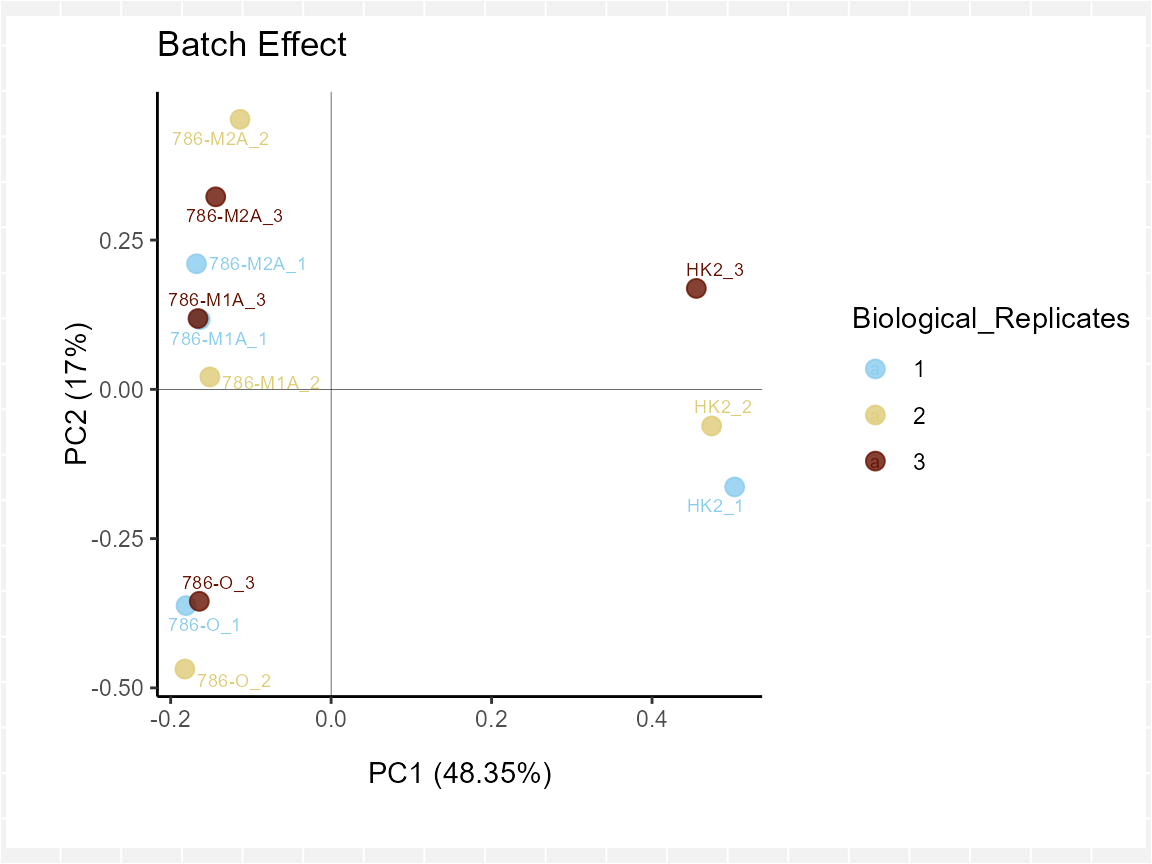 Batch Effect
786-M2A_2
786-M2A_3
0.25
786-M2A_1
HK2_3
786-M1A_3
786-M1A_1
Biological_Replicates
PC2 (17%)
a 1
786-M1A_2
0.00
HK2_2
a 2
a 3
HK2_1
-0.25
786-O_3
786-O_1
786-O_2
-0.50
-0.2 0.0 0.2 0.4
PC1 (48.35%)